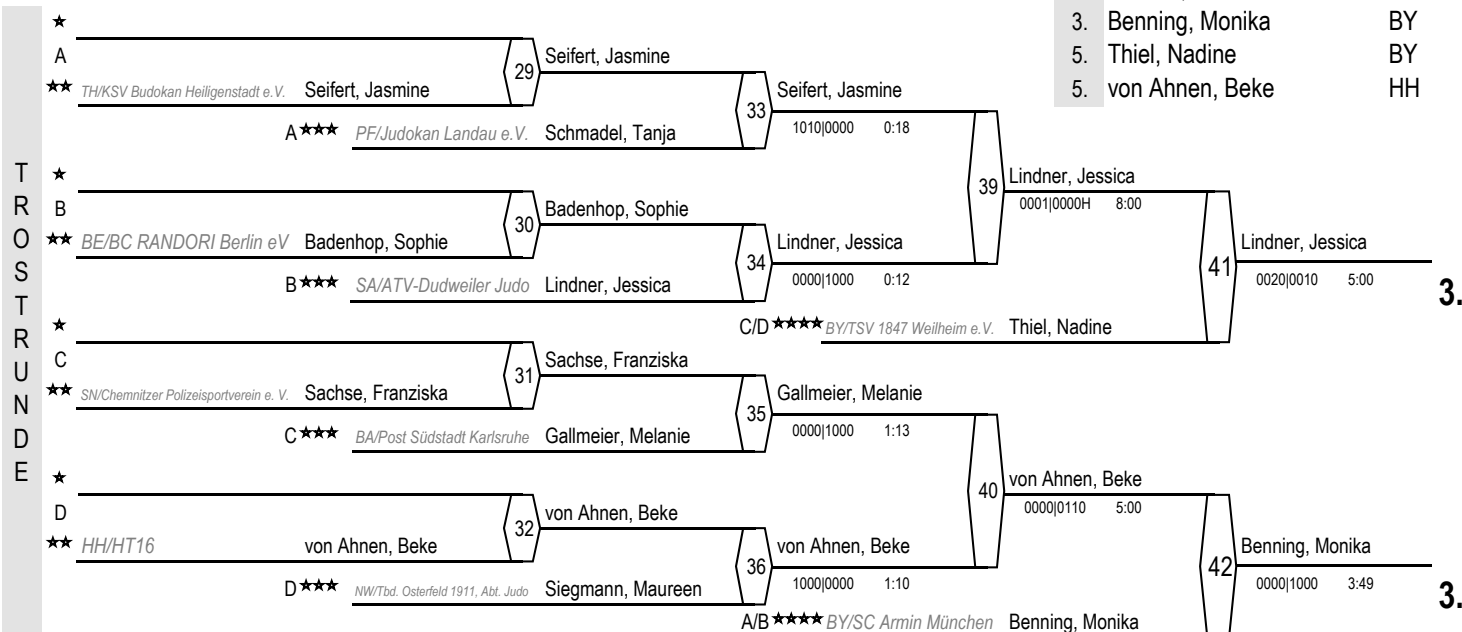 3. Benning, Monika BY
5. Thiel, Nadine BY
5. von Ahnen, Beke HH
TROSTRUNDE
A
29 Seifert, Jasmine
TH/KSV Budokan Heiligenstadt e.V. Seifert, Jasmine
33 Seifert, Jasmine
1010|0000 0:18
A PF/Judokan Landau e.V. Schmadel, Tanja
39 Lindner, Jessica
0001|0000H 8:00
B
30 Badenhop, Sophie
BE/BC RANDORI Berlin eV Badenhop, Sophie
34 Lindner, Jessica
0000|1000 0:12
B SA/ATV-Dudweiler Judo Lindner, Jessica
41 Lindner, Jessica
0020|0010 5:00
3.
C/D BY/TSV 1847 Weilheim e.V. Thiel, Nadine
C
31 Sachse, Franziska
SN/Chemnitzer Polizeisportverein e. V. Sachse, Franziska
35 Gallmeier, Melanie
0000|1000 1:13
C BA/Post Südstadt Karlsruhe Gallmeier, Melanie
40 von Ahnen, Beke
0000|0110 5:00
D
32 von Ahnen, Beke
HH/HT16 von Ahnen, Beke
36 von Ahnen, Beke
1000|0000 1:10
D NW/Tbd. Osterfeld 1911, Abt. Judo Siegmann, Maureen
42 Benning, Monika
0000|1000 3:49
3.
A/B BY/SC Armin München Benning, Monika